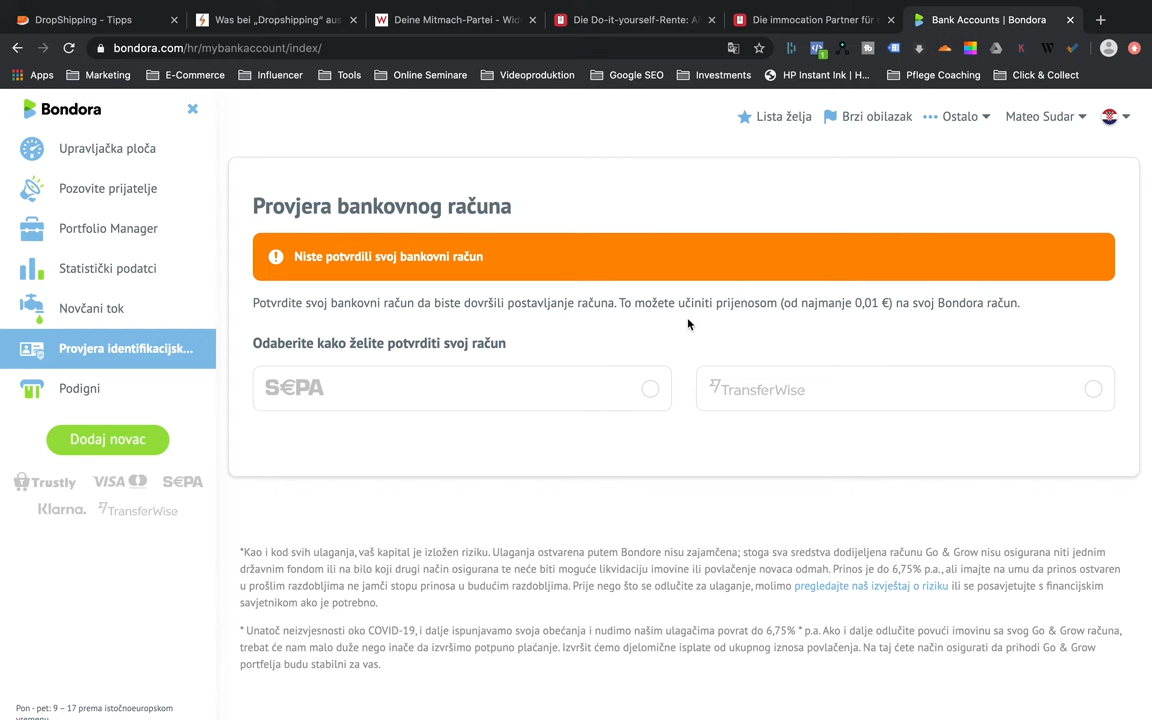 DropShipping - Tipps
Was bei „Dropshipping“ aus
Deine Mitmach-Partei - Wid
Die Do-it-yourself-Rente: A
Die immocation Partner für d
Bank Accounts | Bondora
bondora.com/hr/mybankaccount/index/
Apps
Marketing
E-Commerce
Influencer
Tools
Online Seminare
Videoproduktion
Google SEO
Investments
HP Instant Ink | H...
Pflege Coaching
Click & Collect
Bondora
Lista želja
Brzi obilazak
Ostalo
Mateo Sudar
Upravljačka ploča
Pozovite prijatelje
Portfolio Manager
Statistički podatci
Novčani tok
Provjera identifikacijsk...
Podigni
Dodaj novac
Trustly VISA SEPA
Klarna. TransferWise
Provjera bankovnog računa
Niste potvrdili svoj bankovni račun
Potvrdite svoj bankovni račun da biste dovršili postavljanje računa. To možete učiniti prijenosom (od najmanje 0,01 €) na svoj Bondora račun.
Odaberite kako želite potvrditi svoj račun
S€PA
TransferWise
*Kao i kod svih ulaganja, vaš kapital je izložen riziku. Ulaganja ostvarena putem Bondore nisu zajamčena; stoga sva sredstva dodijeljena računu Go & Grow nisu osigurana niti jednim
državnim fondom ili na bilo koji drugi način osigurana te neće biti moguće likvidaciju imovine ili povlačenje novaca odmah. Prinos je do 6,75% p.a., ali imajte na umu da prinos ostvaren
u prošlim razdobljima ne jamči stopu prinosa u budućim razdobljima. Prije nego što se odlučite za ulaganje, molimo pregledajte naš izvještaj o riziku ili se posavjetujte s financijskim
savjetnikom ako je potrebno.
* Unatoč neizvjesnosti oko COVID-19, i dalje ispunjavamo svoja obećanja i nudimo našim ulagačima povrat do 6,75% * p.a. Ako i dalje odlučite povući imovinu sa svog Go & Grow računa,
trebat će nam malo duže nego inače da izvršimo potpuno plaćanje. Izvršit ćemo djelomične isplate od ukupnog iznosa povlačenja. Na taj ćete način osigurati da prihodi Go & Grow
portfelja budu stabilni za vas.
Pon - pet: 9 – 17 prema istočnoeuropskom
vremenu